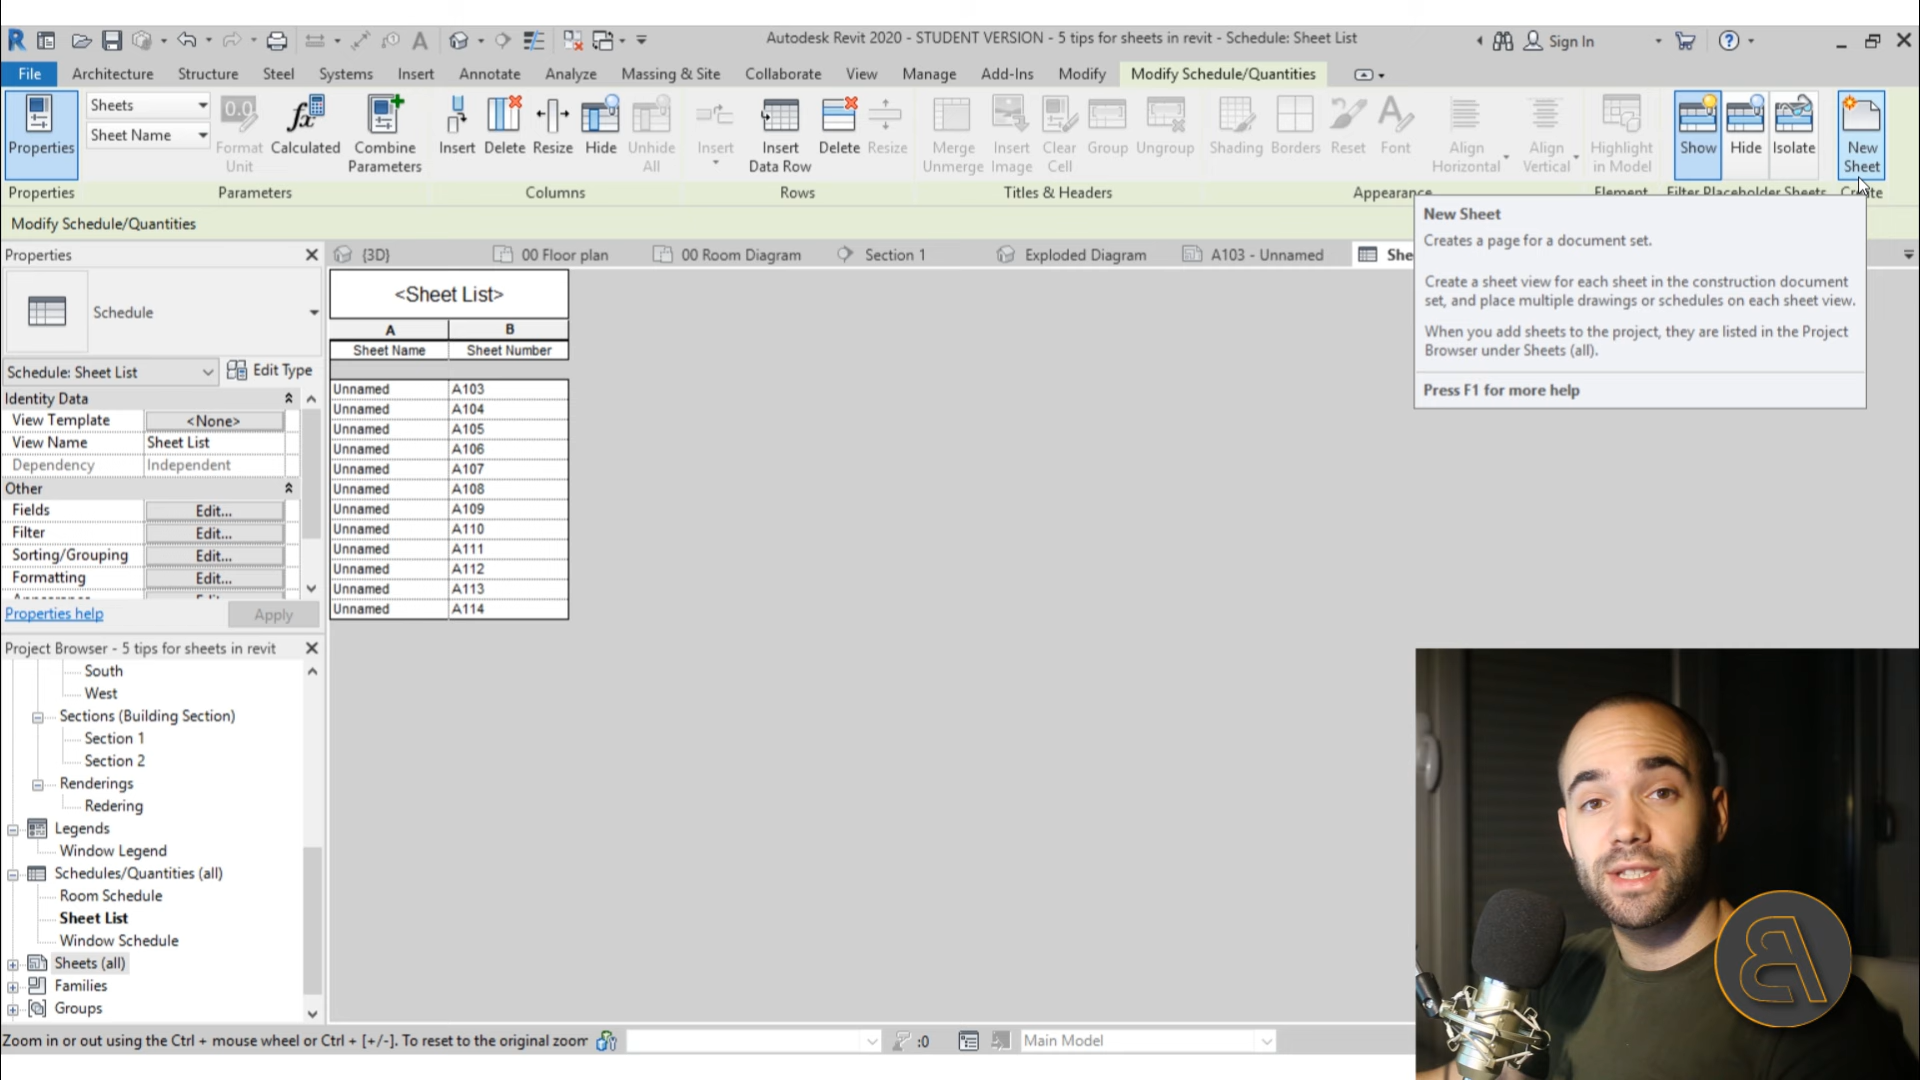 Autodesk Revit 2020 - STUDENT VERSION - 5 tips for sheets in revit - Schedule: Sheet List
Sign In
File Architecture Structure Steel Systems Insert Annotate Analyze Massing & Site Collaborate View Manage Add-Ins Modify Modify Schedule/Quantities
Properties
Sheets
Sheet Name
Format Unit
Calculated
Combine Parameters
Insert
Delete
Resize
Hide
Unhide All
Insert
Insert Data Row
Delete
Resize
Merge Unmerge
Insert Image
Clear Cell
Group
Ungroup
Shading
Borders
Reset
Font
Align Horizontal
Align Vertical
Highlight in Model
Show
Hide
Isolate
New Sheet
Properties Parameters Columns Rows Titles & Headers Appearance Element Filter Placeholder Sheets Create
Modify Schedule/Quantities
New Sheet
Creates a page for a document set.
Create a sheet view for each sheet in the construction document
set, and place multiple drawings or schedules on each sheet view.
When you add sheets to the project, they are listed in the Project
Browser under Sheets (all).
Press F1 for more help
{3D} 00 Floor plan 00 Room Diagram Section 1 Exploded Diagram A103 - Unnamed She
Properties
Schedule
Schedule: Sheet List
Edit Type
Identity Data
View Template <None>
View Name Sheet List
Dependency Independent
Other
Fields Edit...
Filter Edit...
Sorting/Grouping Edit...
Formatting Edit...
Properties help
Apply
<Sheet List>
A B
Sheet Name Sheet Number
Unnamed A103
Unnamed A104
Unnamed A105
Unnamed A106
Unnamed A107
Unnamed A108
Unnamed A109
Unnamed A110
Unnamed A111
Unnamed A112
Unnamed A113
Unnamed A114
Project Browser - 5 tips for sheets in revit
South
West
Sections (Building Section)
Section 1
Section 2
Renderings
Redering
Legends
Window Legend
Schedules/Quantities (all)
Room Schedule
Sheet List
Window Schedule
Sheets (all)
Families
Groups
Zoom in or out using the Ctrl + mouse wheel or Ctrl + [+/-]. To reset to the original zoom
:0
Main Model